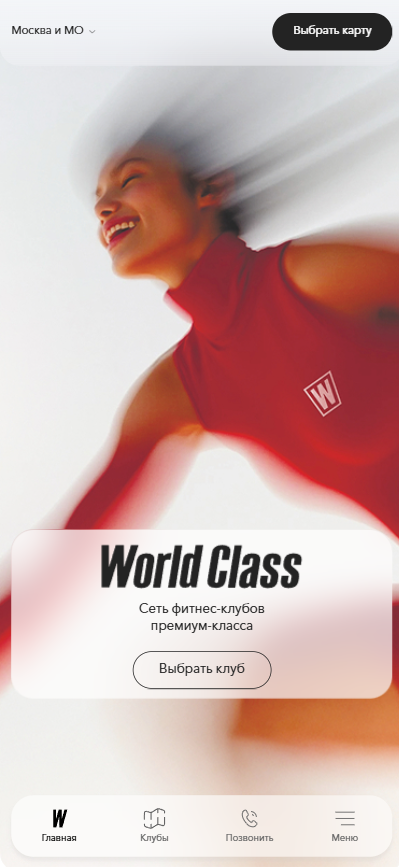 Москва и МО
Выбрать карту
W
World Class
Сеть фитнес-клубов
премиум-класса
Выбрать клуб
W
Главная
Клубы
Позвонить
Меню